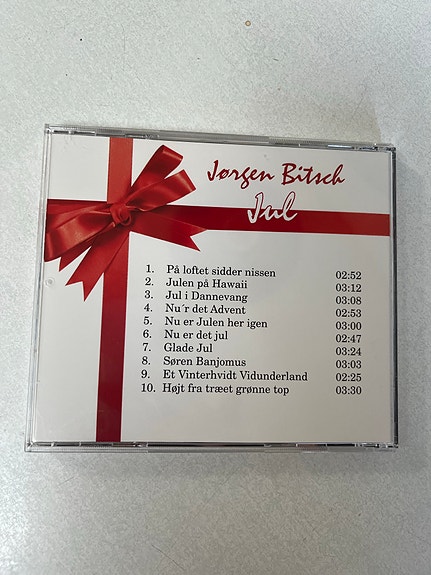 Jørgen Bitsch
Jul
1. På loftet sidder nissen 02:52
2. Julen på Hawaii 03:12
3. Jul i Dannevang 03:08
4. Nu´r det Advent 02:53
5. Nu er Julen her igen 03:00
6. Nu er det jul 02:47
7. Glade Jul 03:24
8. Søren Banjomus 03:03
9. Et Vinterhvidt Vidunderland 02:25
10. Højt fra træet grønne top 03:30